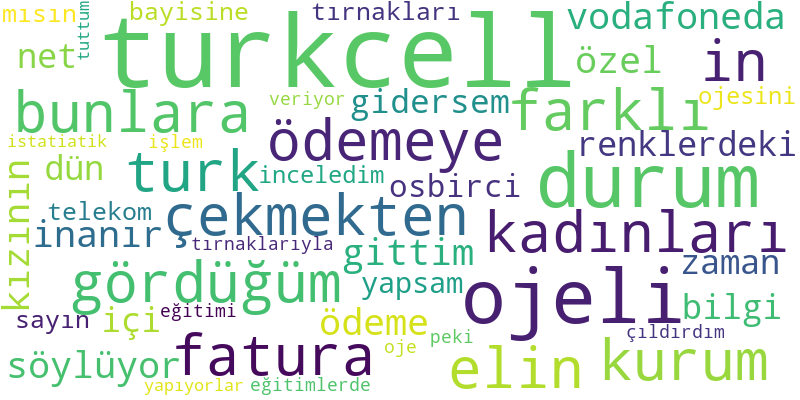 mısın bayisine tırnakları vodafoneda
tuttum
net turkcell özel in
bunlara veriyor gidersem farklı ojesini
istatiatik işlem ödemeye renklerdeki
kızının dün turk inceledim osbirci durum
telekom çekmekten kadınları
inanır tırnaklarıyla gittim zaman
gördüğüm yapsam ojeli bilgi
sayın içi eğitimi ödeme peki çıldırdım
söylüyor fatura oje elin kurum
yapıyorlar eğitimlerde